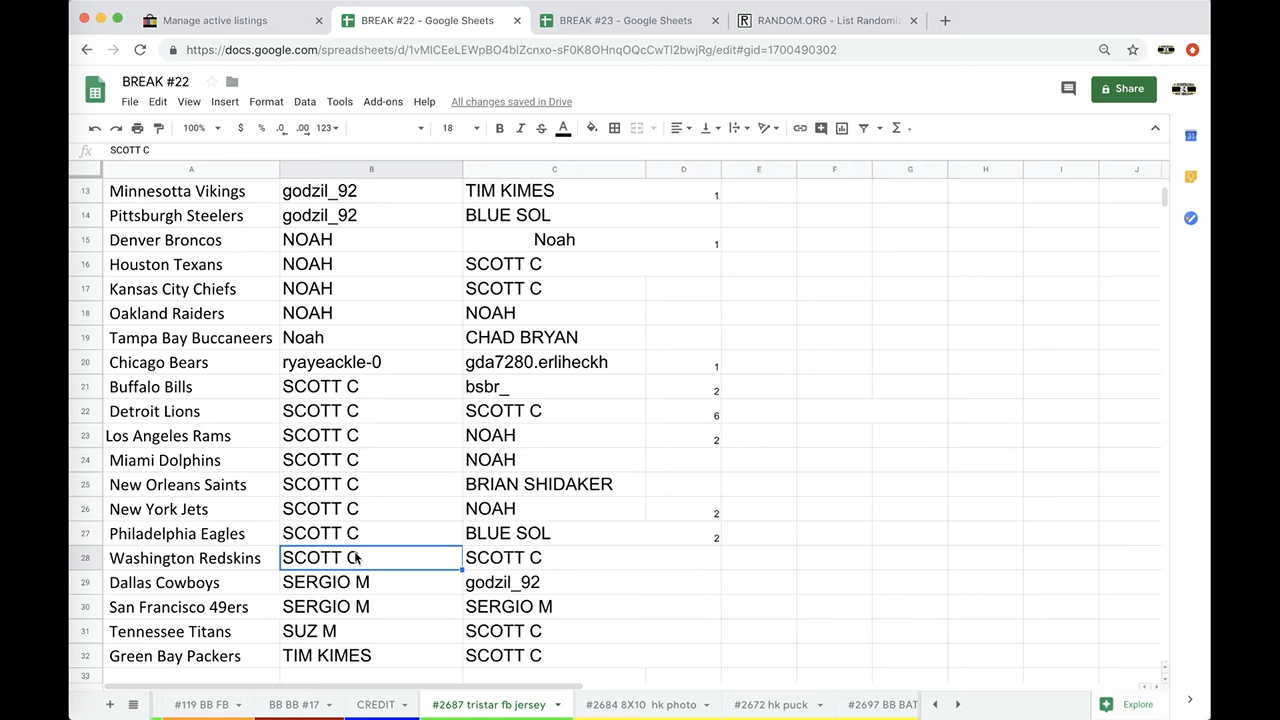 Manage active listings
BREAK #22 - Google Sheets
BREAK #23 - Google Sheets
RANDOM.ORG - List Randomiz
https://docs.google.com/spreadsheets/d/1vMlCEeLEWpBO4bIZcnxo-sF0K8OHnqOQcCwTl2bwjRg/edit#gid=1700490302
BREAK #22
File Edit View Insert Format Data Tools Add-ons Help All changes saved in Drive
Share
100% $ % .0 .00 123 18 B I S A
fx SCOTT C
A B C D E F G H I J
13 Minnesotta Vikings godzil_92 TIM KIMES 1
14 Pittsburgh Steelers godzil_92 BLUE SOL
15 Denver Broncos NOAH Noah 1
16 Houston Texans NOAH SCOTT C
17 Kansas City Chiefs NOAH SCOTT C
18 Oakland Raiders NOAH NOAH
19 Tampa Bay Buccaneers Noah CHAD BRYAN
20 Chicago Bears ryayeackle-0 gda7280.erliheckh 1
21 Buffalo Bills SCOTT C bsbr_ 2
22 Detroit Lions SCOTT C SCOTT C 6
23 Los Angeles Rams SCOTT C NOAH 2
24 Miami Dolphins SCOTT C NOAH
25 New Orleans Saints SCOTT C BRIAN SHIDAKER
26 New York Jets SCOTT C NOAH 2
27 Philadelphia Eagles SCOTT C BLUE SOL 2
28 Washington Redskins SCOTT C SCOTT C
29 Dallas Cowboys SERGIO M godzil_92
30 San Francisco 49ers SERGIO M SERGIO M
31 Tennessee Titans SUZ M SCOTT C
32 Green Bay Packers TIM KIMES SCOTT C
33
#119 BB FB BB BB #17 CREDIT #2687 tristar fb jersey #2684 8X10 hk photo #2672 hk puck #2697 BB BAT
Explore